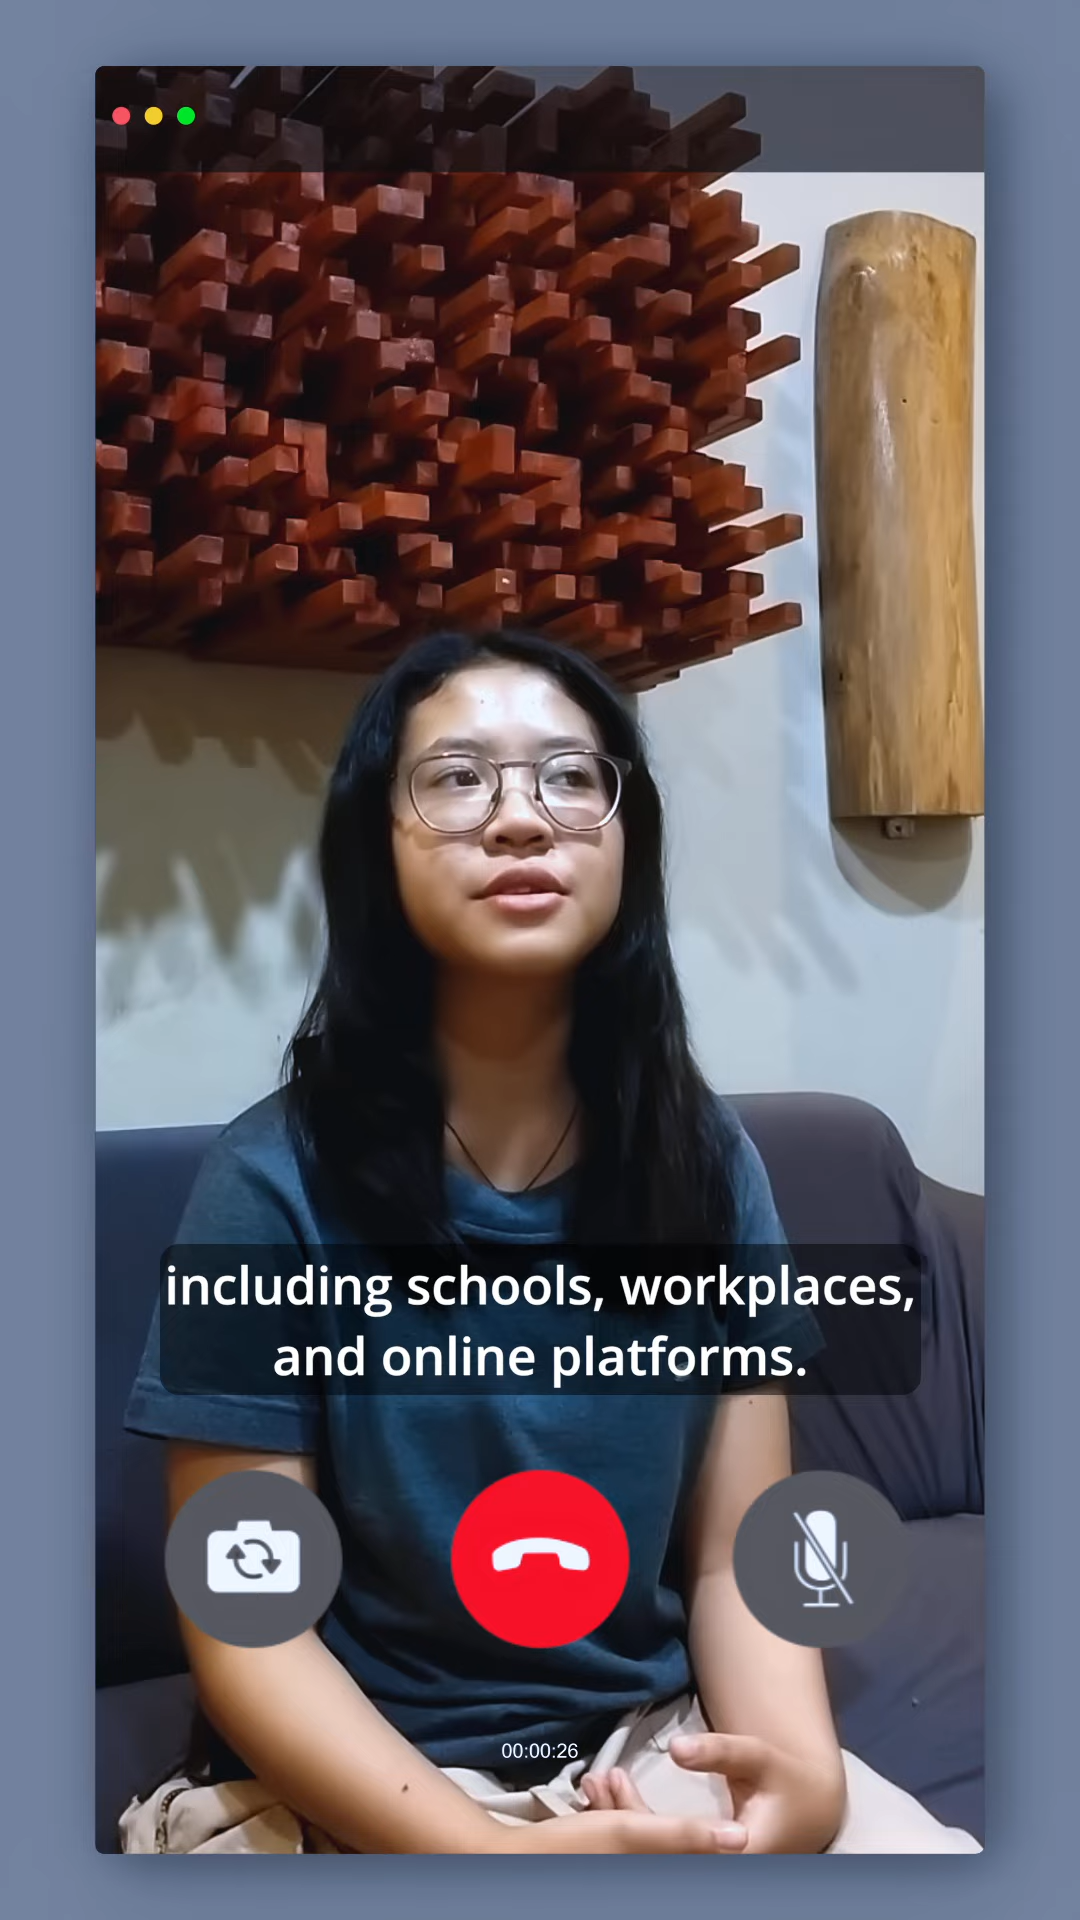 including schools, workplaces,
and online platforms.
00:00:26